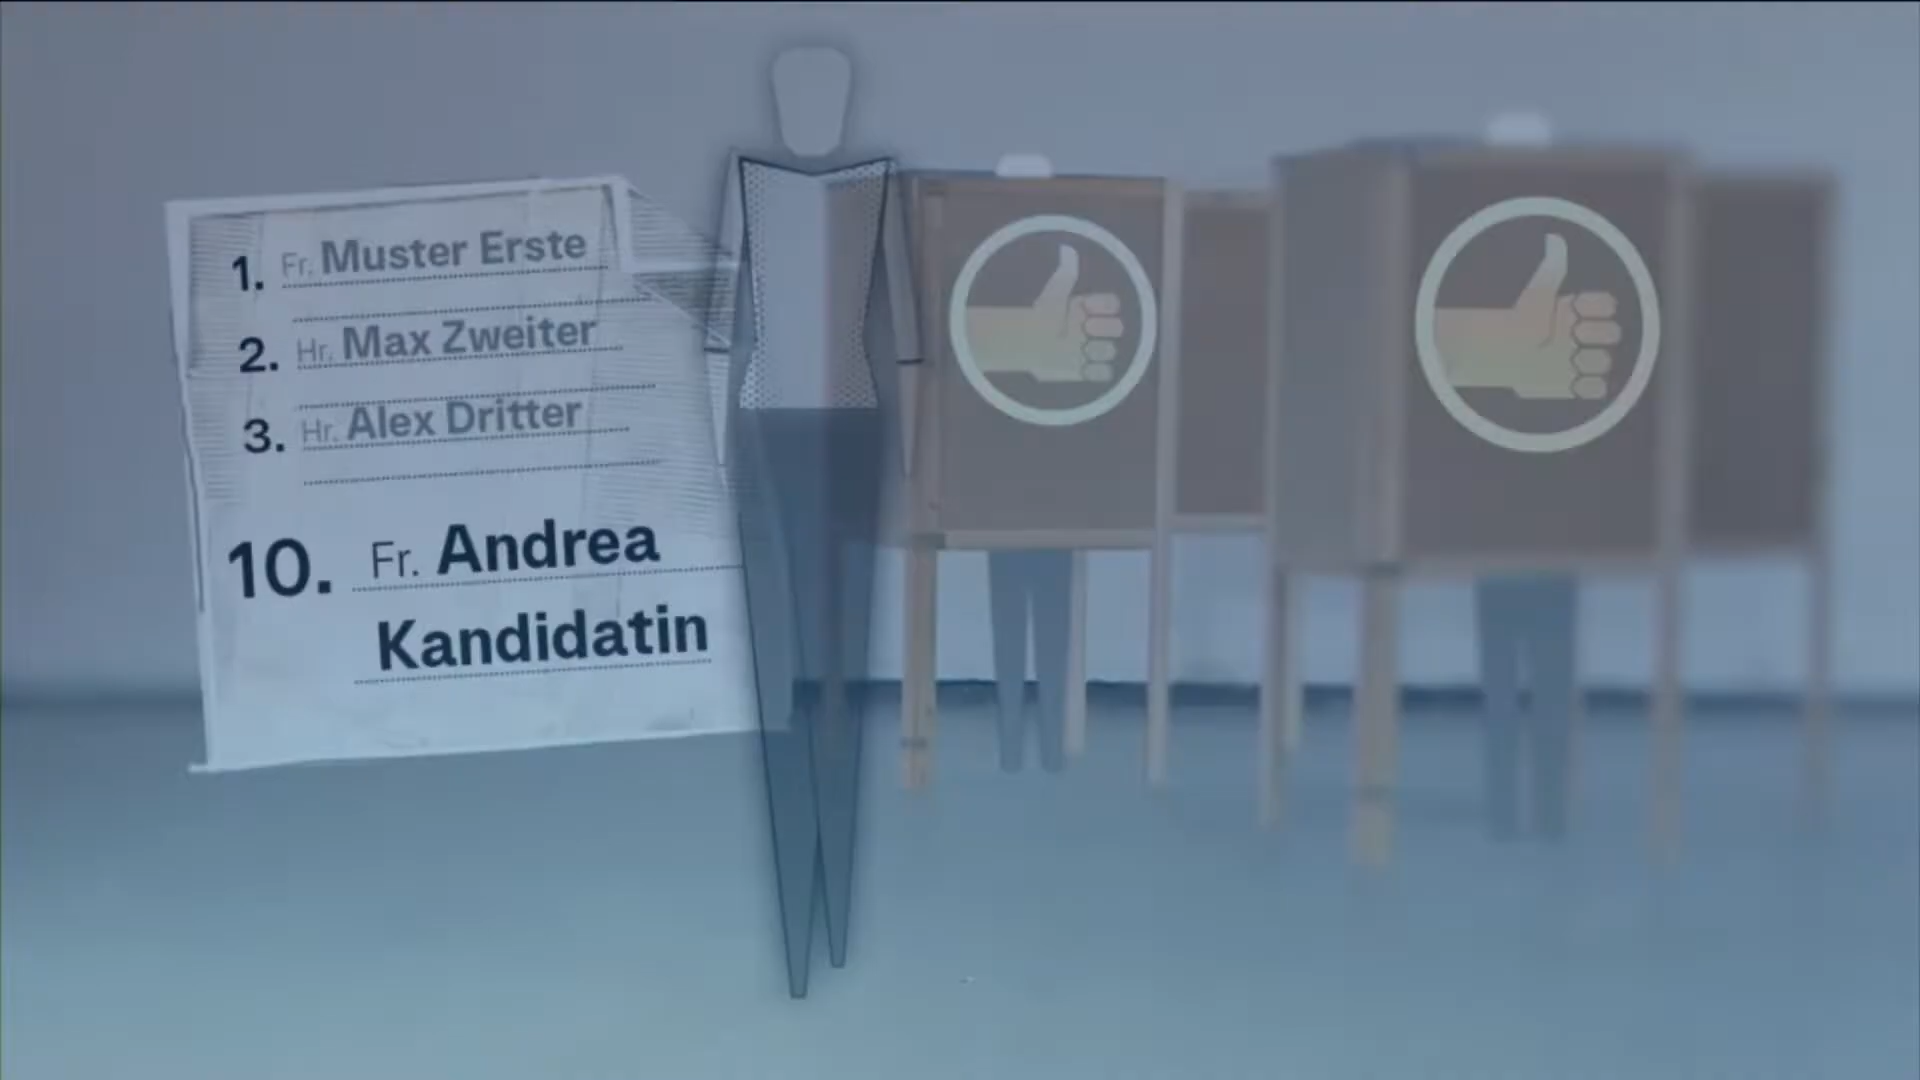 1. Fr. Muster Erste
2. Hr. Max Zweiter
3. Hr. Alex Dritter
10. Fr. Andrea
Kandidatin